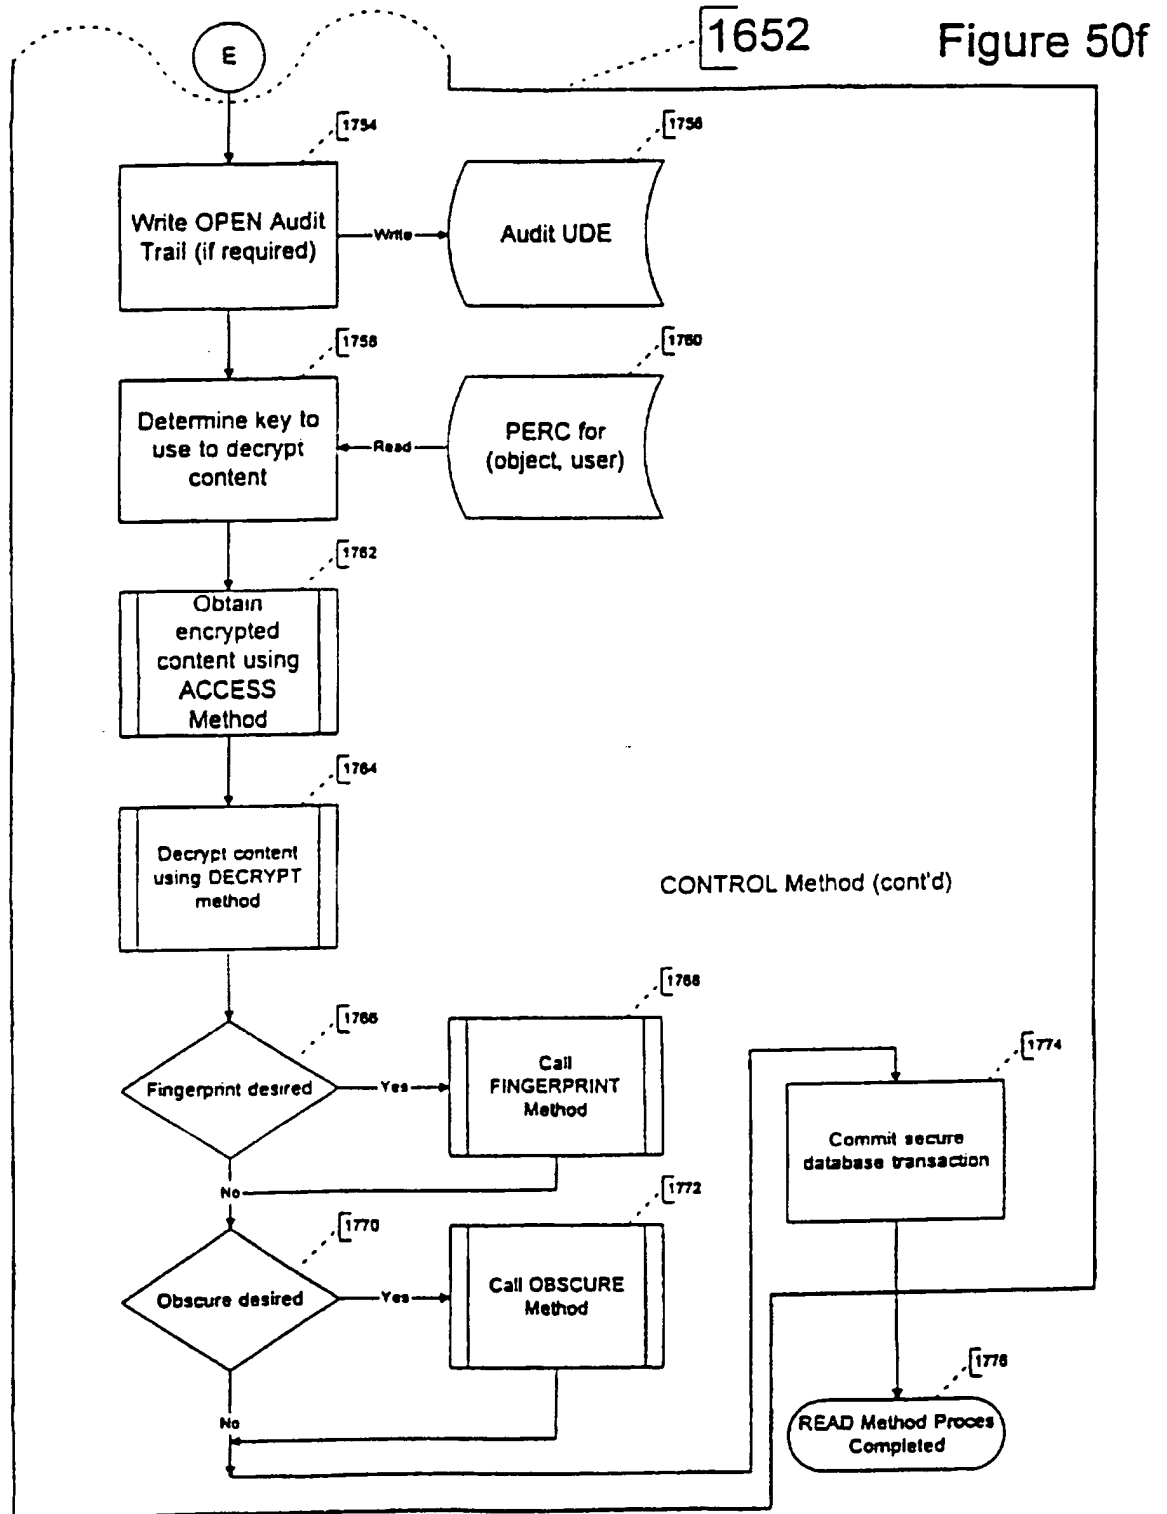 E
1652
Figure 50f
1754
1756
Write OPEN Audit
Trail (if required)
Write
Audit UDE
1758
1760
Determine key to
use to decrypt
content
Read
PERC for
(object, user)
1762
Obtain
encrypted
content using
ACCESS
Method
1764
Decrypt content
using DECRYPT
method
CONTROL Method (cont'd)
1766
1768
Fingerprint desired
Yes
Call
FINGERPRINT
Method
1774
Commit secure
database transaction
No
1770
1772
Obscure desired
Yes
Call OBSCURE
Method
No
1776
READ Method Proces
Completed